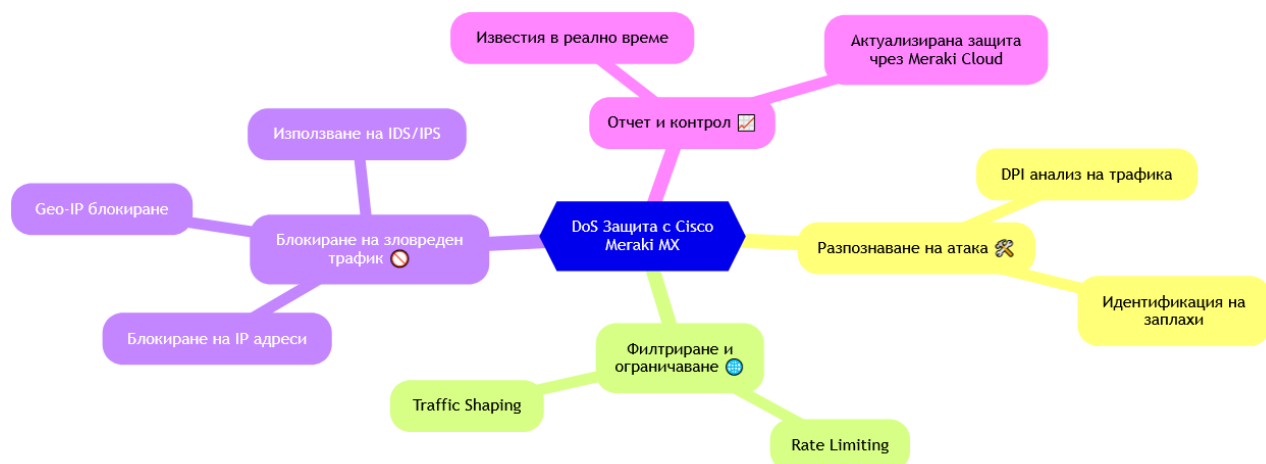 Известия в реално време
Актуализирана защита
чрез Meraki Cloud
Отчет и контрол 📈
Използване на IDS/IPS
Geo-IP блокиране
Блокиране на зловреден
трафик 🚫
Блокиране на IP адреси
DoS Защита с Cisco
Meraki MX
DPI анализ на трафика
Разпознаване на атака 🛠
Идентификация на
заплахи
Филтриране и
ограничаване 🌐
Traffic Shaping
Rate Limiting